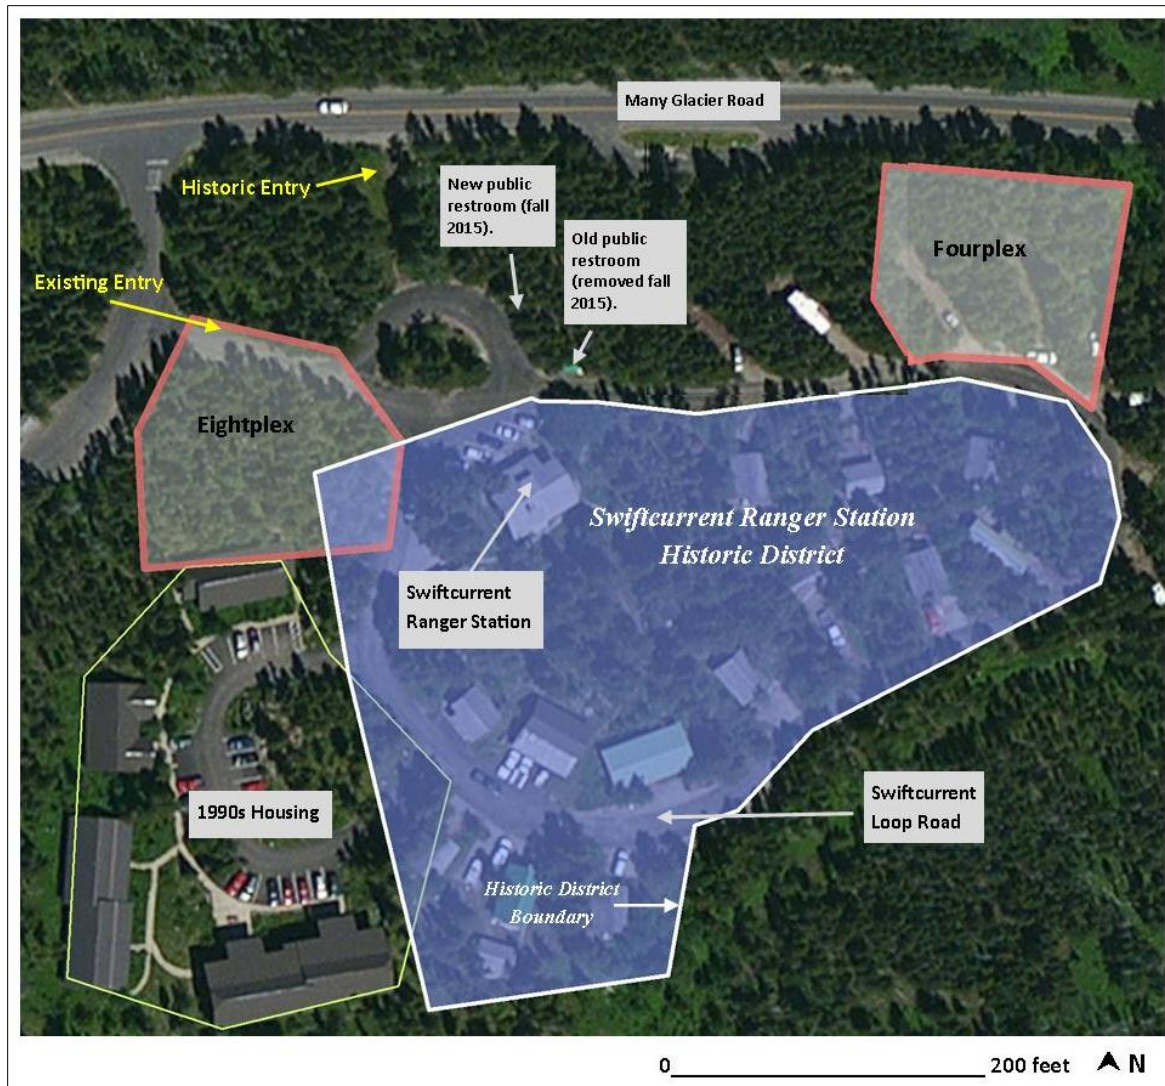 Many Glacier Road
Historic Entry
New public
restroom (fall
2015).
Old public
restroom
(removed fall
2015).
Fourplex
Existing Entry
Eightplex
Swiftcurrent Ranger Station
Historic District
Swiftcurrent
Ranger Station
1990s Housing
Swiftcurrent
Loop Road
Historic District
Boundary
0 200 feet N